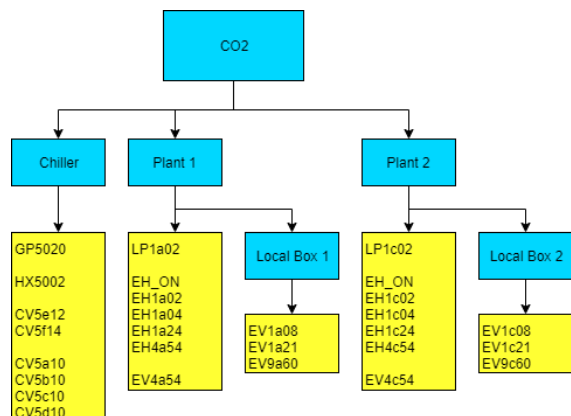 CO2
Chiller
Plant 1
Plant 2
GP5020
HX5002
CV5e12
CV5f14
CV5a10
CV5b10
CV5c10
CV5d10
LP1a02
EH_ON
EH1a02
EH1a04
EH1a24
EH4a54
EV4a54
Local Box 1
EV1a08
EV1a21
EV9a60
LP1c02
EH_ON
EH1c02
EH1c04
EH1c24
EH4c54
EV4c54
Local Box 2
EV1c08
EV1c21
EV9c60